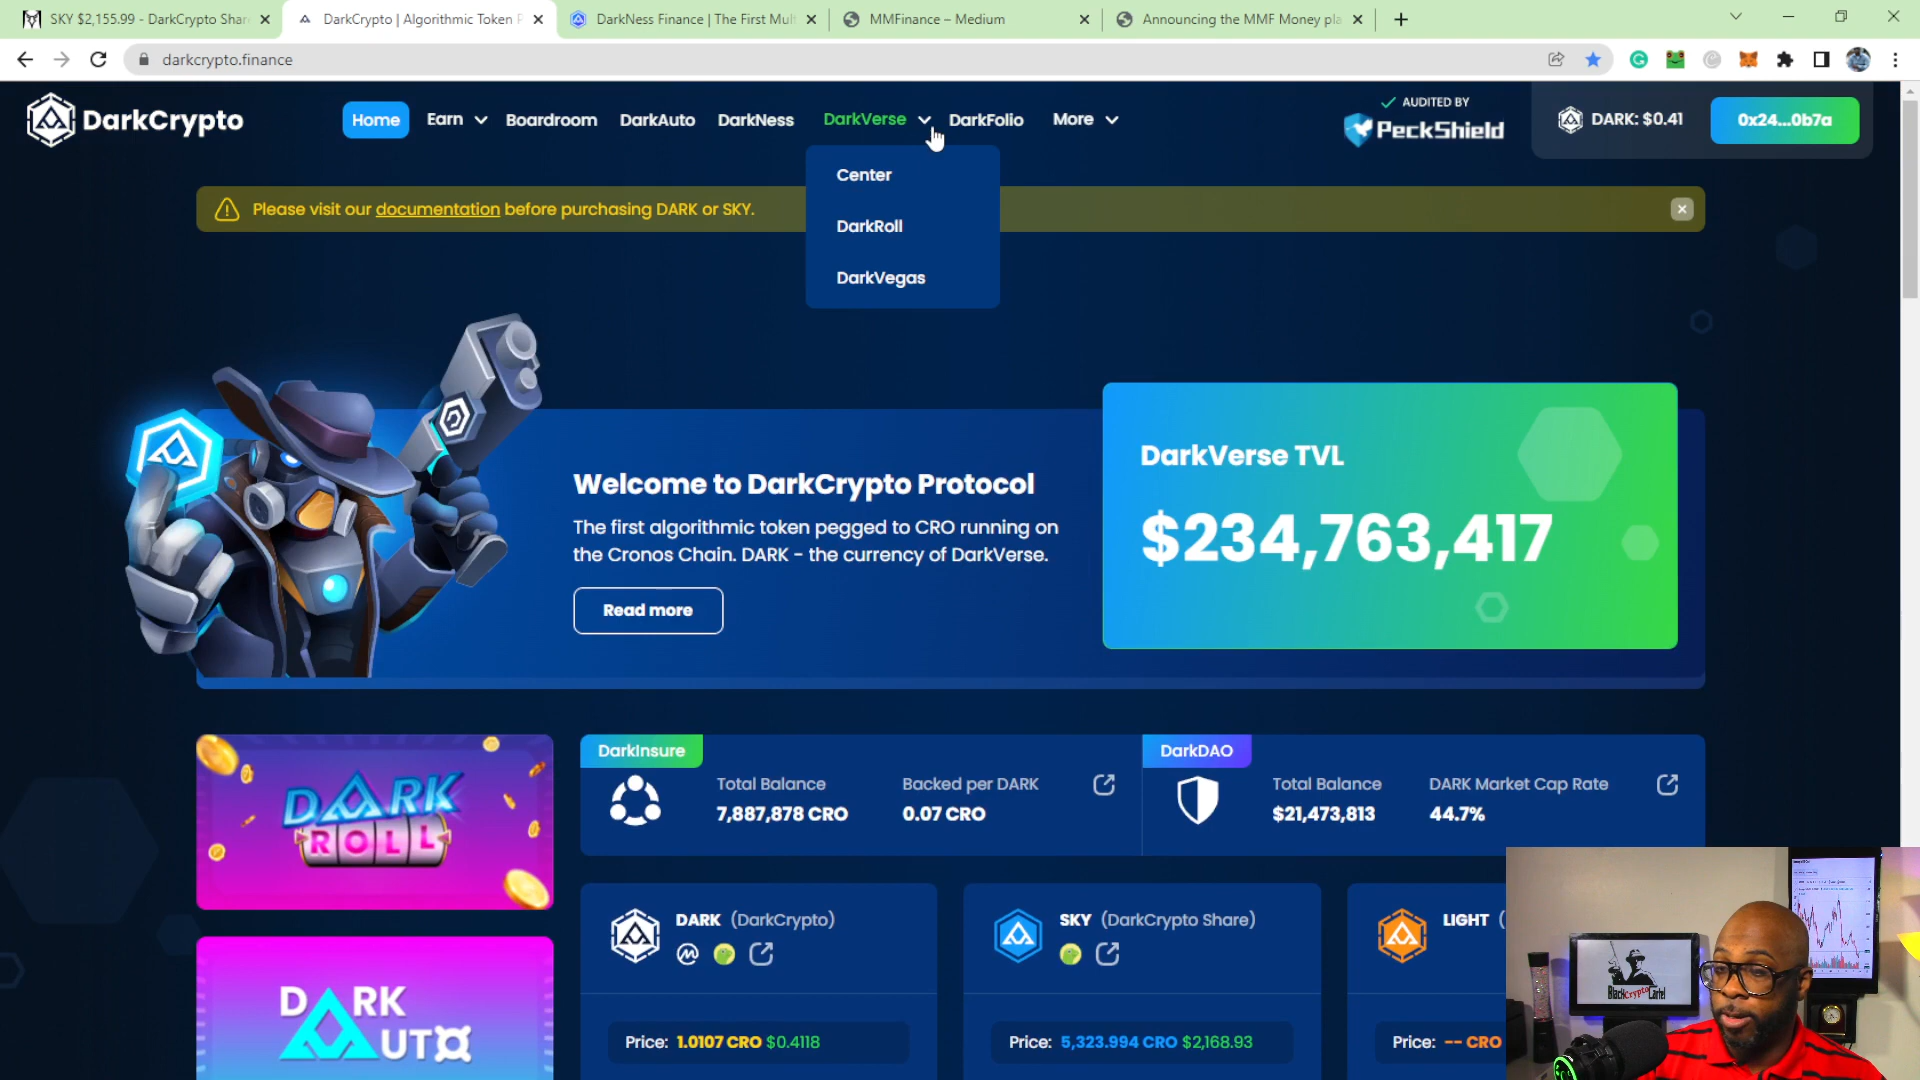 SKY $2,155.99 - DarkCrypto Shar
DarkCrypto | Algorithmic Token P
DarkNess Finance | The First Mul
MMFinance – Medium
Announcing the MMF Money pla
darkcrypto.finance
DarkCrypto
Home
Earn
Boardroom
DarkAuto
DarkNess
DarkVerse
DarkFolio
More
AUDITED BY
PeckShield
DARK: $0.41
0x24...0b7a
Center
DarkRoll
DarkVegas
Please visit our documentation before purchasing DARK or SKY.
Welcome to DarkCrypto Protocol
The first algorithmic token pegged to CRO running on
the Cronos Chain. DARK - the currency of DarkVerse.
Read more
DarkVerse TVL
$234,763,417
DARK
ROLL
DARK
AUTO
DarkInsure
Total Balance
7,887,878 CRO
Backed per DARK
0.07 CRO
DarkDAO
Total Balance
$21,473,813
DARK Market Cap Rate
44.7%
DARK (DarkCrypto)
Price: 1.0107 CRO $0.4118
SKY (DarkCrypto Share)
Price: 5,323.994 CRO $2,168.93
LIGHT (
Price: -- CRO
BlackCryptoCartel